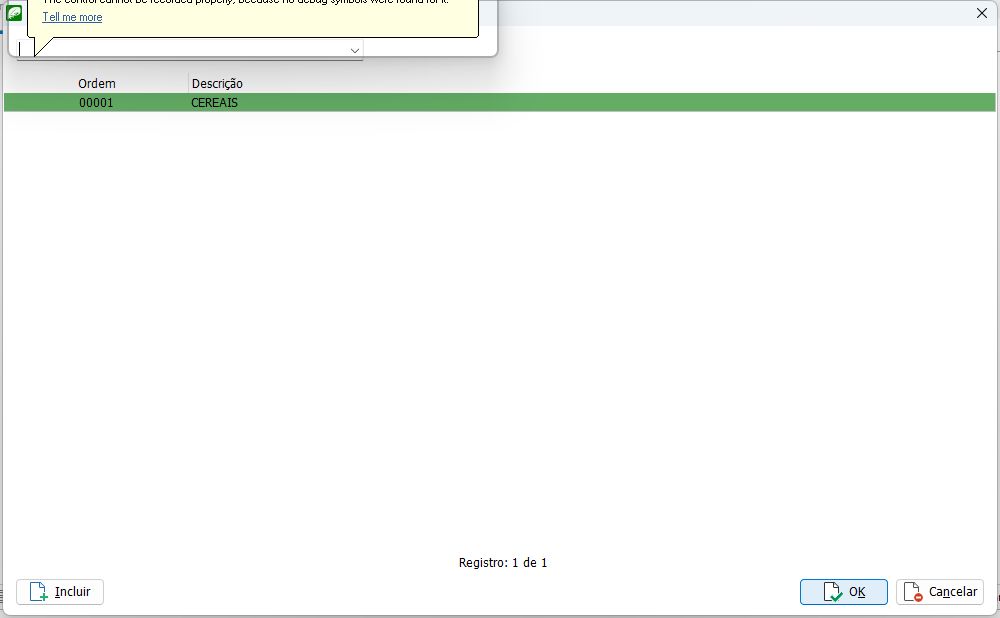 The control cannot be recorded properly, because no debug symbols were found for it.
Tell me more
Ordem Descrição
00001 CEREAIS
Registro: 1 de 1
Incluir OK Cancelar